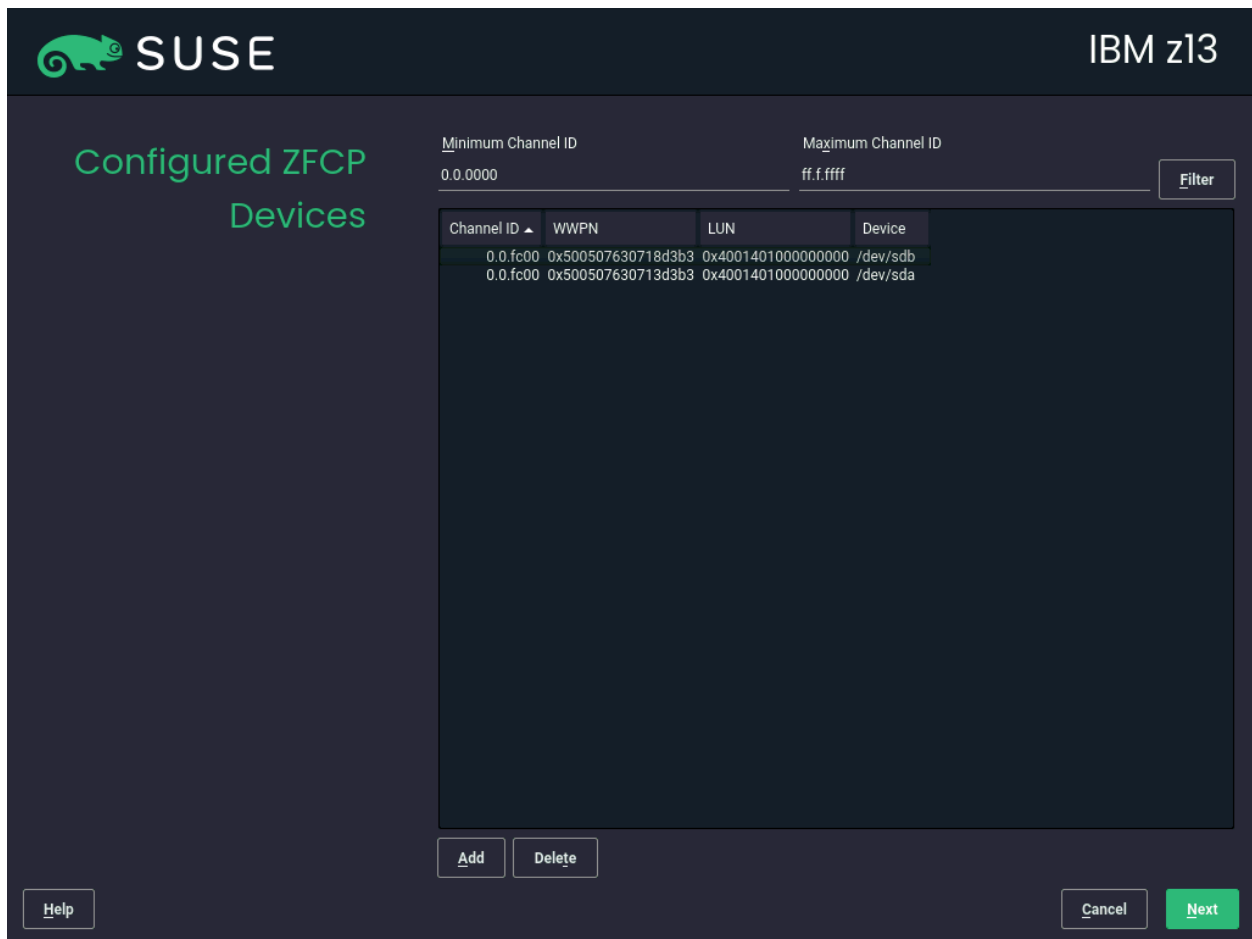 SUSE
IBM z13
Configured ZFCP
Devices
Minimum Channel ID
Maximum Channel ID
0.0.0000
ff.f.ffff
Filter
Channel ID WWPN LUN Device
0.0.fc00 0x500507630718d3b3 0x4001401000000000 /dev/sdb
0.0.fc00 0x500507630713d3b3 0x4001401000000000 /dev/sda
Add Delete
Help
Cancel Next